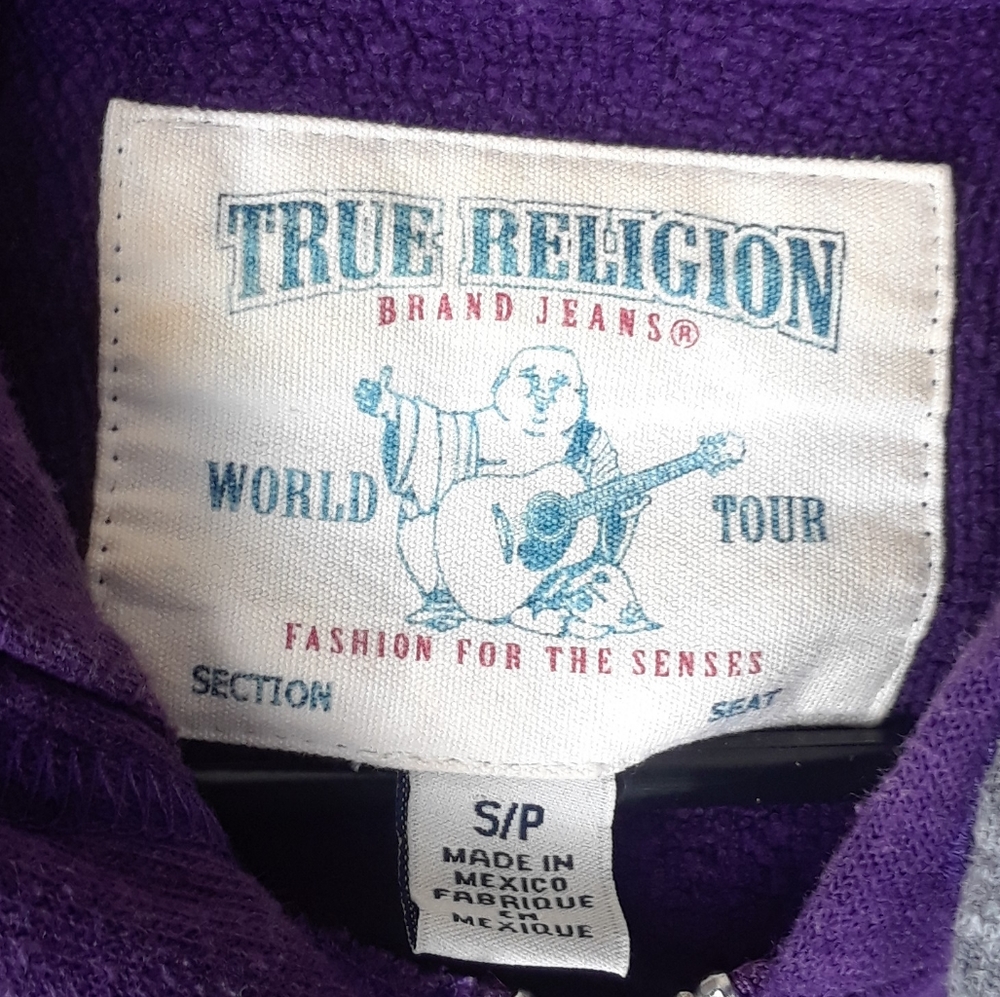 TRUE RELIGION
BRAND JEANS®
WORLD TOUR
FASHION FOR THE SENSES
SECTION SEAT
S/P
MADE IN
MEXICO
FABRIQUE
EN
MEXIQUE